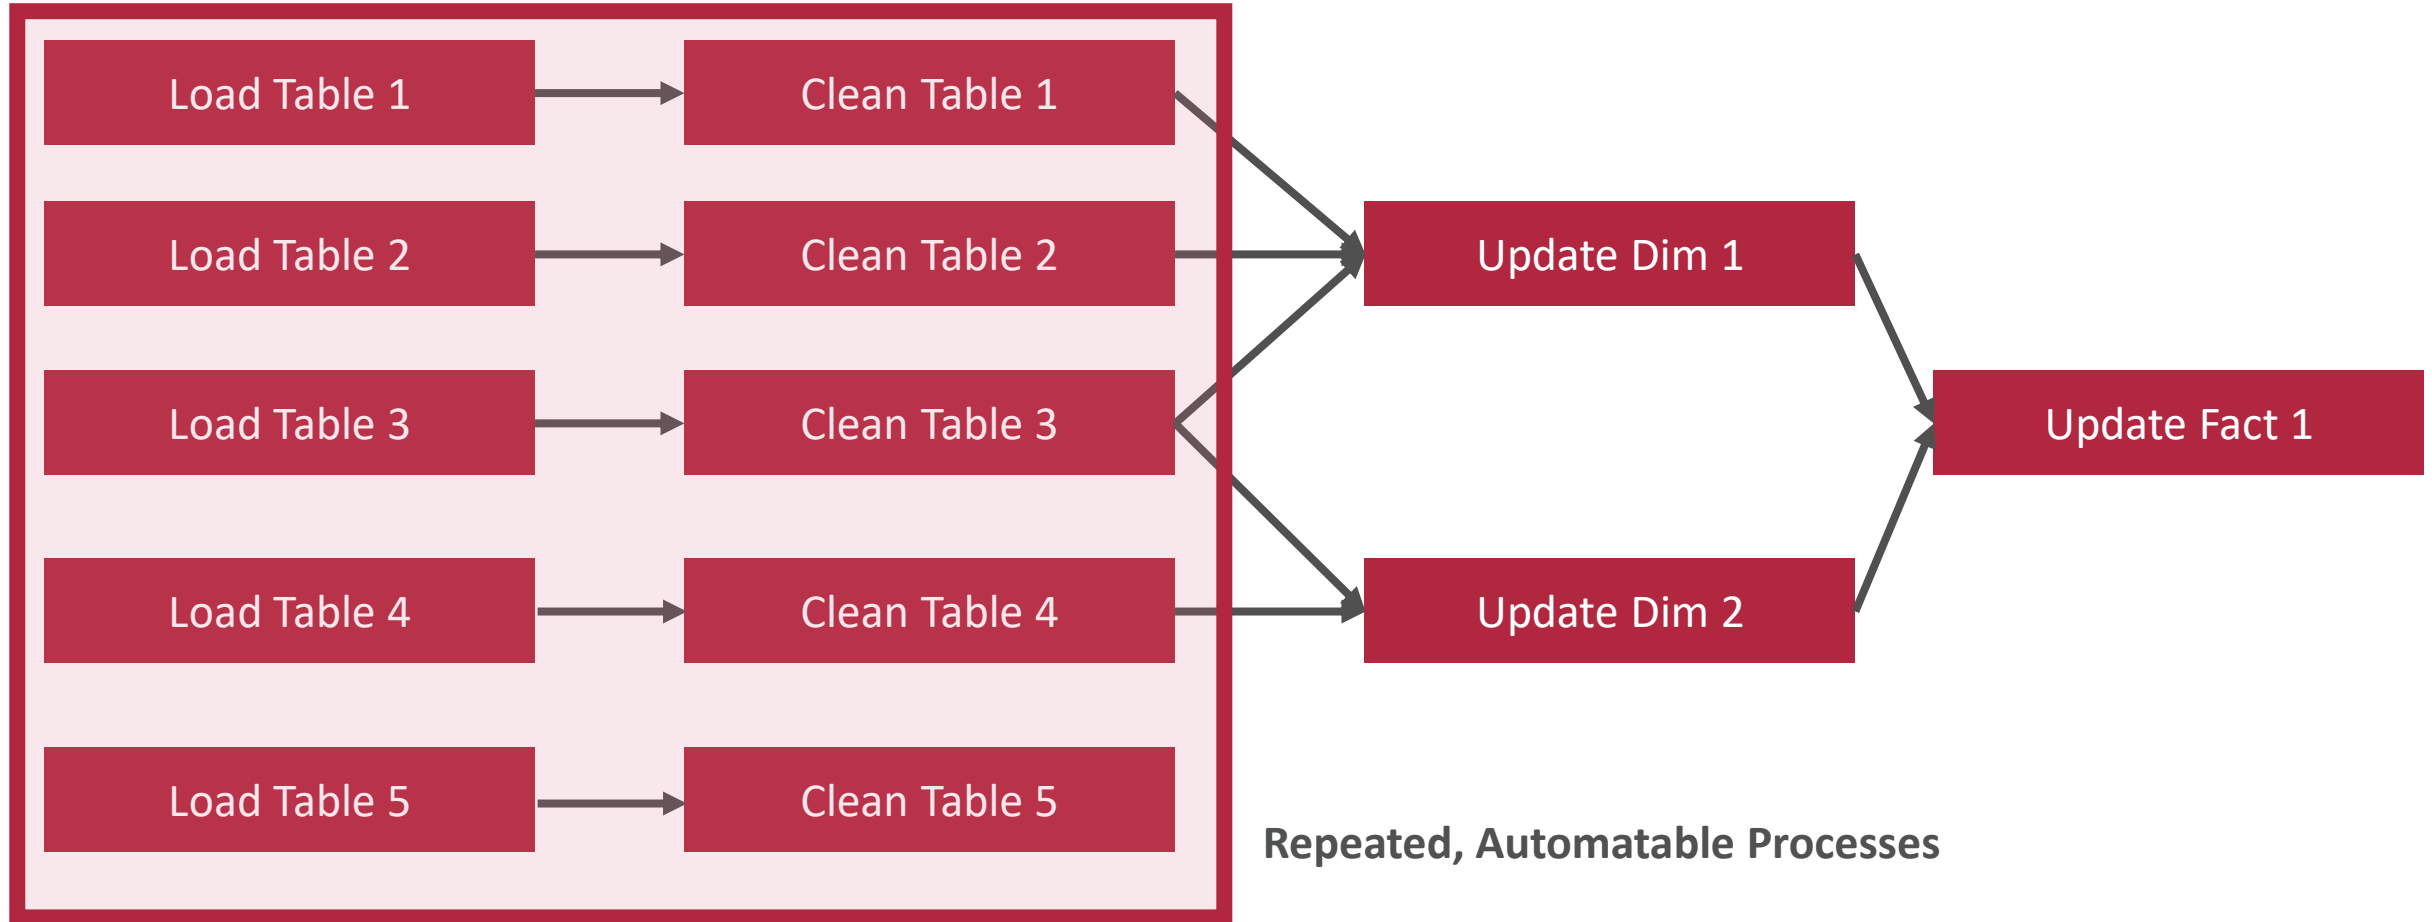 Load Table 1
Clean Table 1
Load Table 2
Clean Table 2
Update Dim 1
Load Table 3
Clean Table 3
Update Fact 1
Load Table 4
Clean Table 4
Update Dim 2
Load Table 5
Clean Table 5
Repeated, Automatable Processes